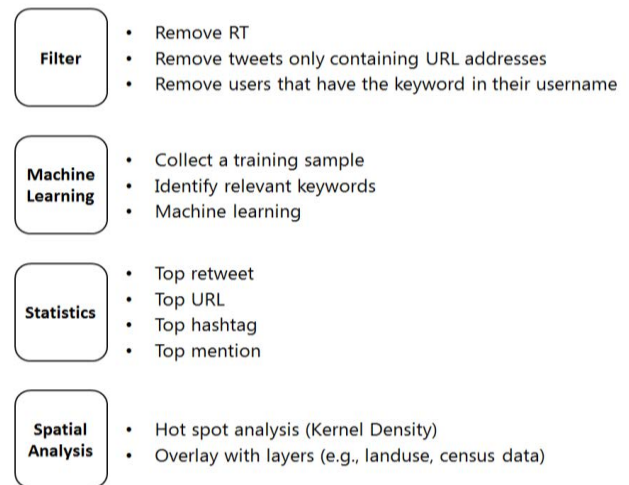 Filter
• Remove RT
• Remove tweets only containing URL addresses
• Remove users that have the keyword in their username
Machine
Learning
• Collect a training sample
• Identify relevant keywords
• Machine learning
Statistics
• Top retweet
• Top URL
• Top hashtag
• Top mention
Spatial
Analysis
• Hot spot analysis (Kernel Density)
• Overlay with layers (e.g., landuse, census data)